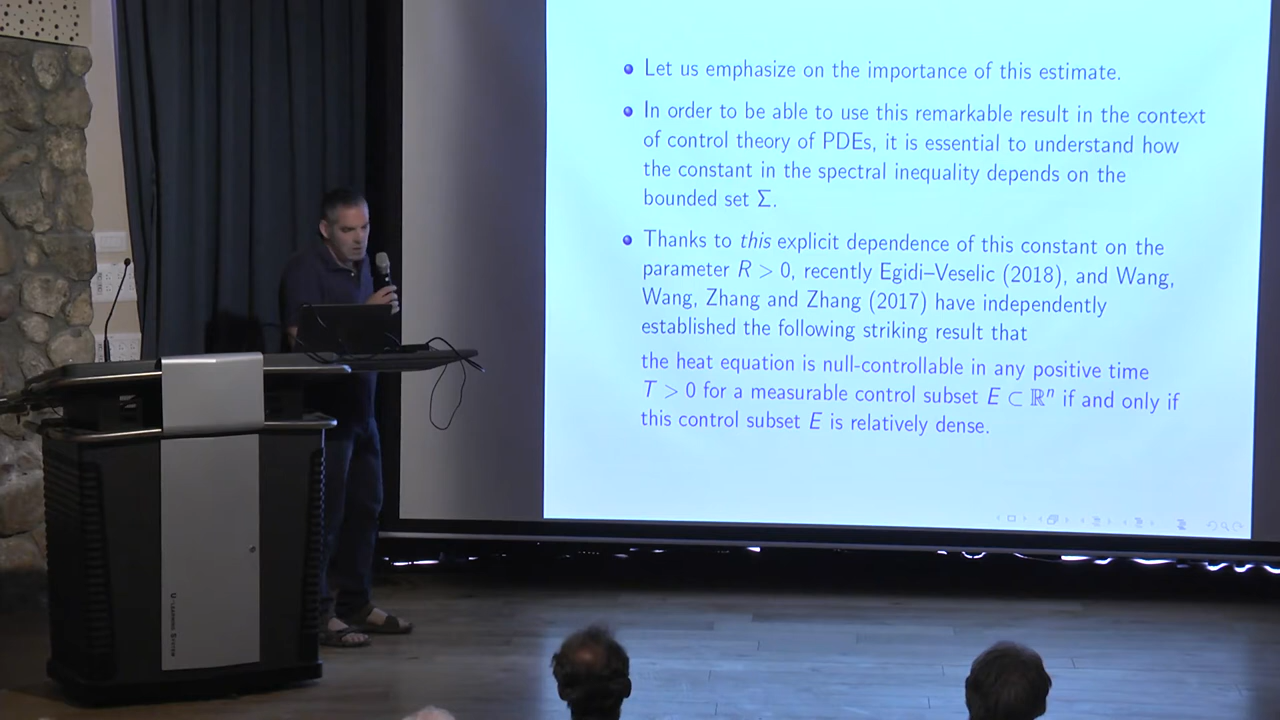 Let us emphasize on the importance of this estimate.
In order to be able to use this remarkable result in the context
of control theory of PDEs, it is essential to understand how
the constant in the spectral inequality depends on the
bounded set Σ.
Thanks to this explicit dependence of this constant on the
parameter R > 0, recently Egidi–Veselic (2018), and Wang,
Wang, Zhang and Zhang (2017) have independently
established the following striking result that
the heat equation is null-controllable in any positive time
T > 0 for a measurable control subset E ⊂ ℝⁿ if and only if
this control subset E is relatively dense.
U-Learning System